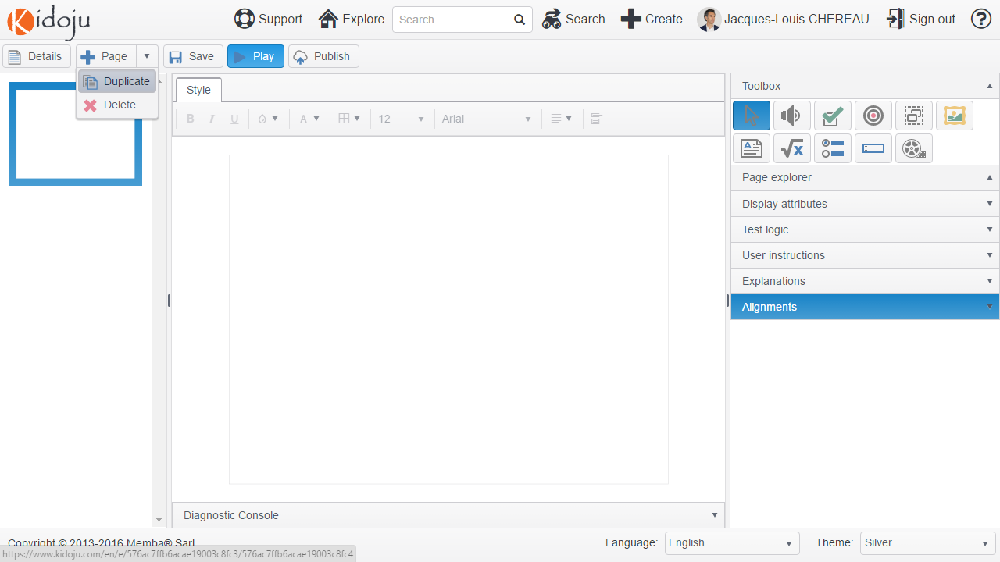 Kidoju
Support
Explore
Search...
Search
Create
Jacques-Louis CHEREAU
Sign out
Details
Page
Save
Play
Publish
Duplicate
Delete
Style
B I U A 12 Arial
Toolbox
Page explorer
Display attributes
Test logic
User instructions
Explanations
Alignments
Diagnostic Console
Copyright © 2013-2016 Memba® Sarl
Language: English
Theme: Silver
https://www.kidoju.com/en/e/576ac7ffb6acae19003c8fc3/576ac7ffb6acae19003c8fc4